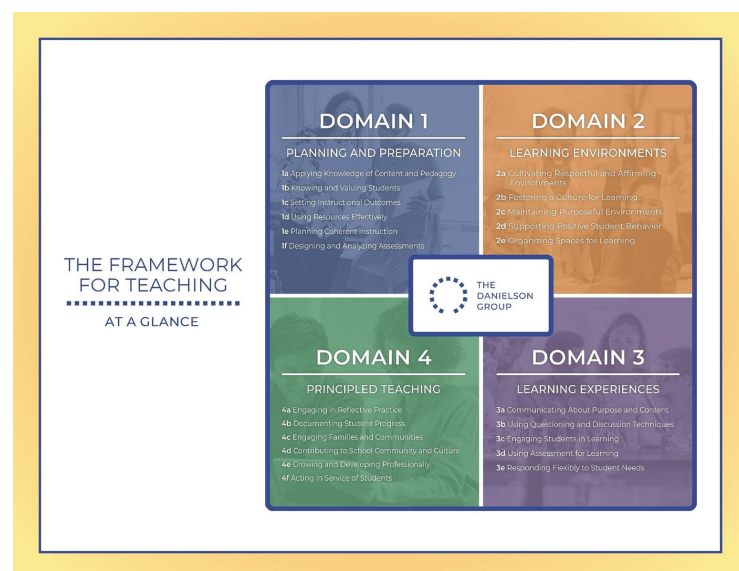 THE FRAMEWORK
FOR TEACHING
AT A GLANCE
DOMAIN 1
PLANNING AND PREPARATION
1a Applying Knowledge of Content and Pedagogy
1b Knowing and Valuing Students
1c Setting Instructional Outcomes
1d Using Resources Effectively
1e Planning Coherent Instruction
1f Designing and Analyzing Assessments
DOMAIN 2
LEARNING ENVIRONMENTS
2a Cultivating Respectful and Affirming
Environments
2b Fostering a Culture for Learning
2c Maintaining Purposeful Environments
2d Supporting Positive Student Behavior
2e Organizing Spaces for Learning
THE
DANIELSON
GROUP
DOMAIN 4
PRINCIPLED TEACHING
4a Engaging in Reflective Practice
4b Documenting Student Progress
4c Engaging Families and Communities
4d Contributing to School Community and Culture
4e Growing and Developing Professionally
4f Acting in Service of Students
DOMAIN 3
LEARNING EXPERIENCES
3a Communicating About Purpose and Content
3b Using Questioning and Discussion Techniques
3c Engaging Students in Learning
3d Using Assessment for Learning
3e Responding Flexibly to Student Needs